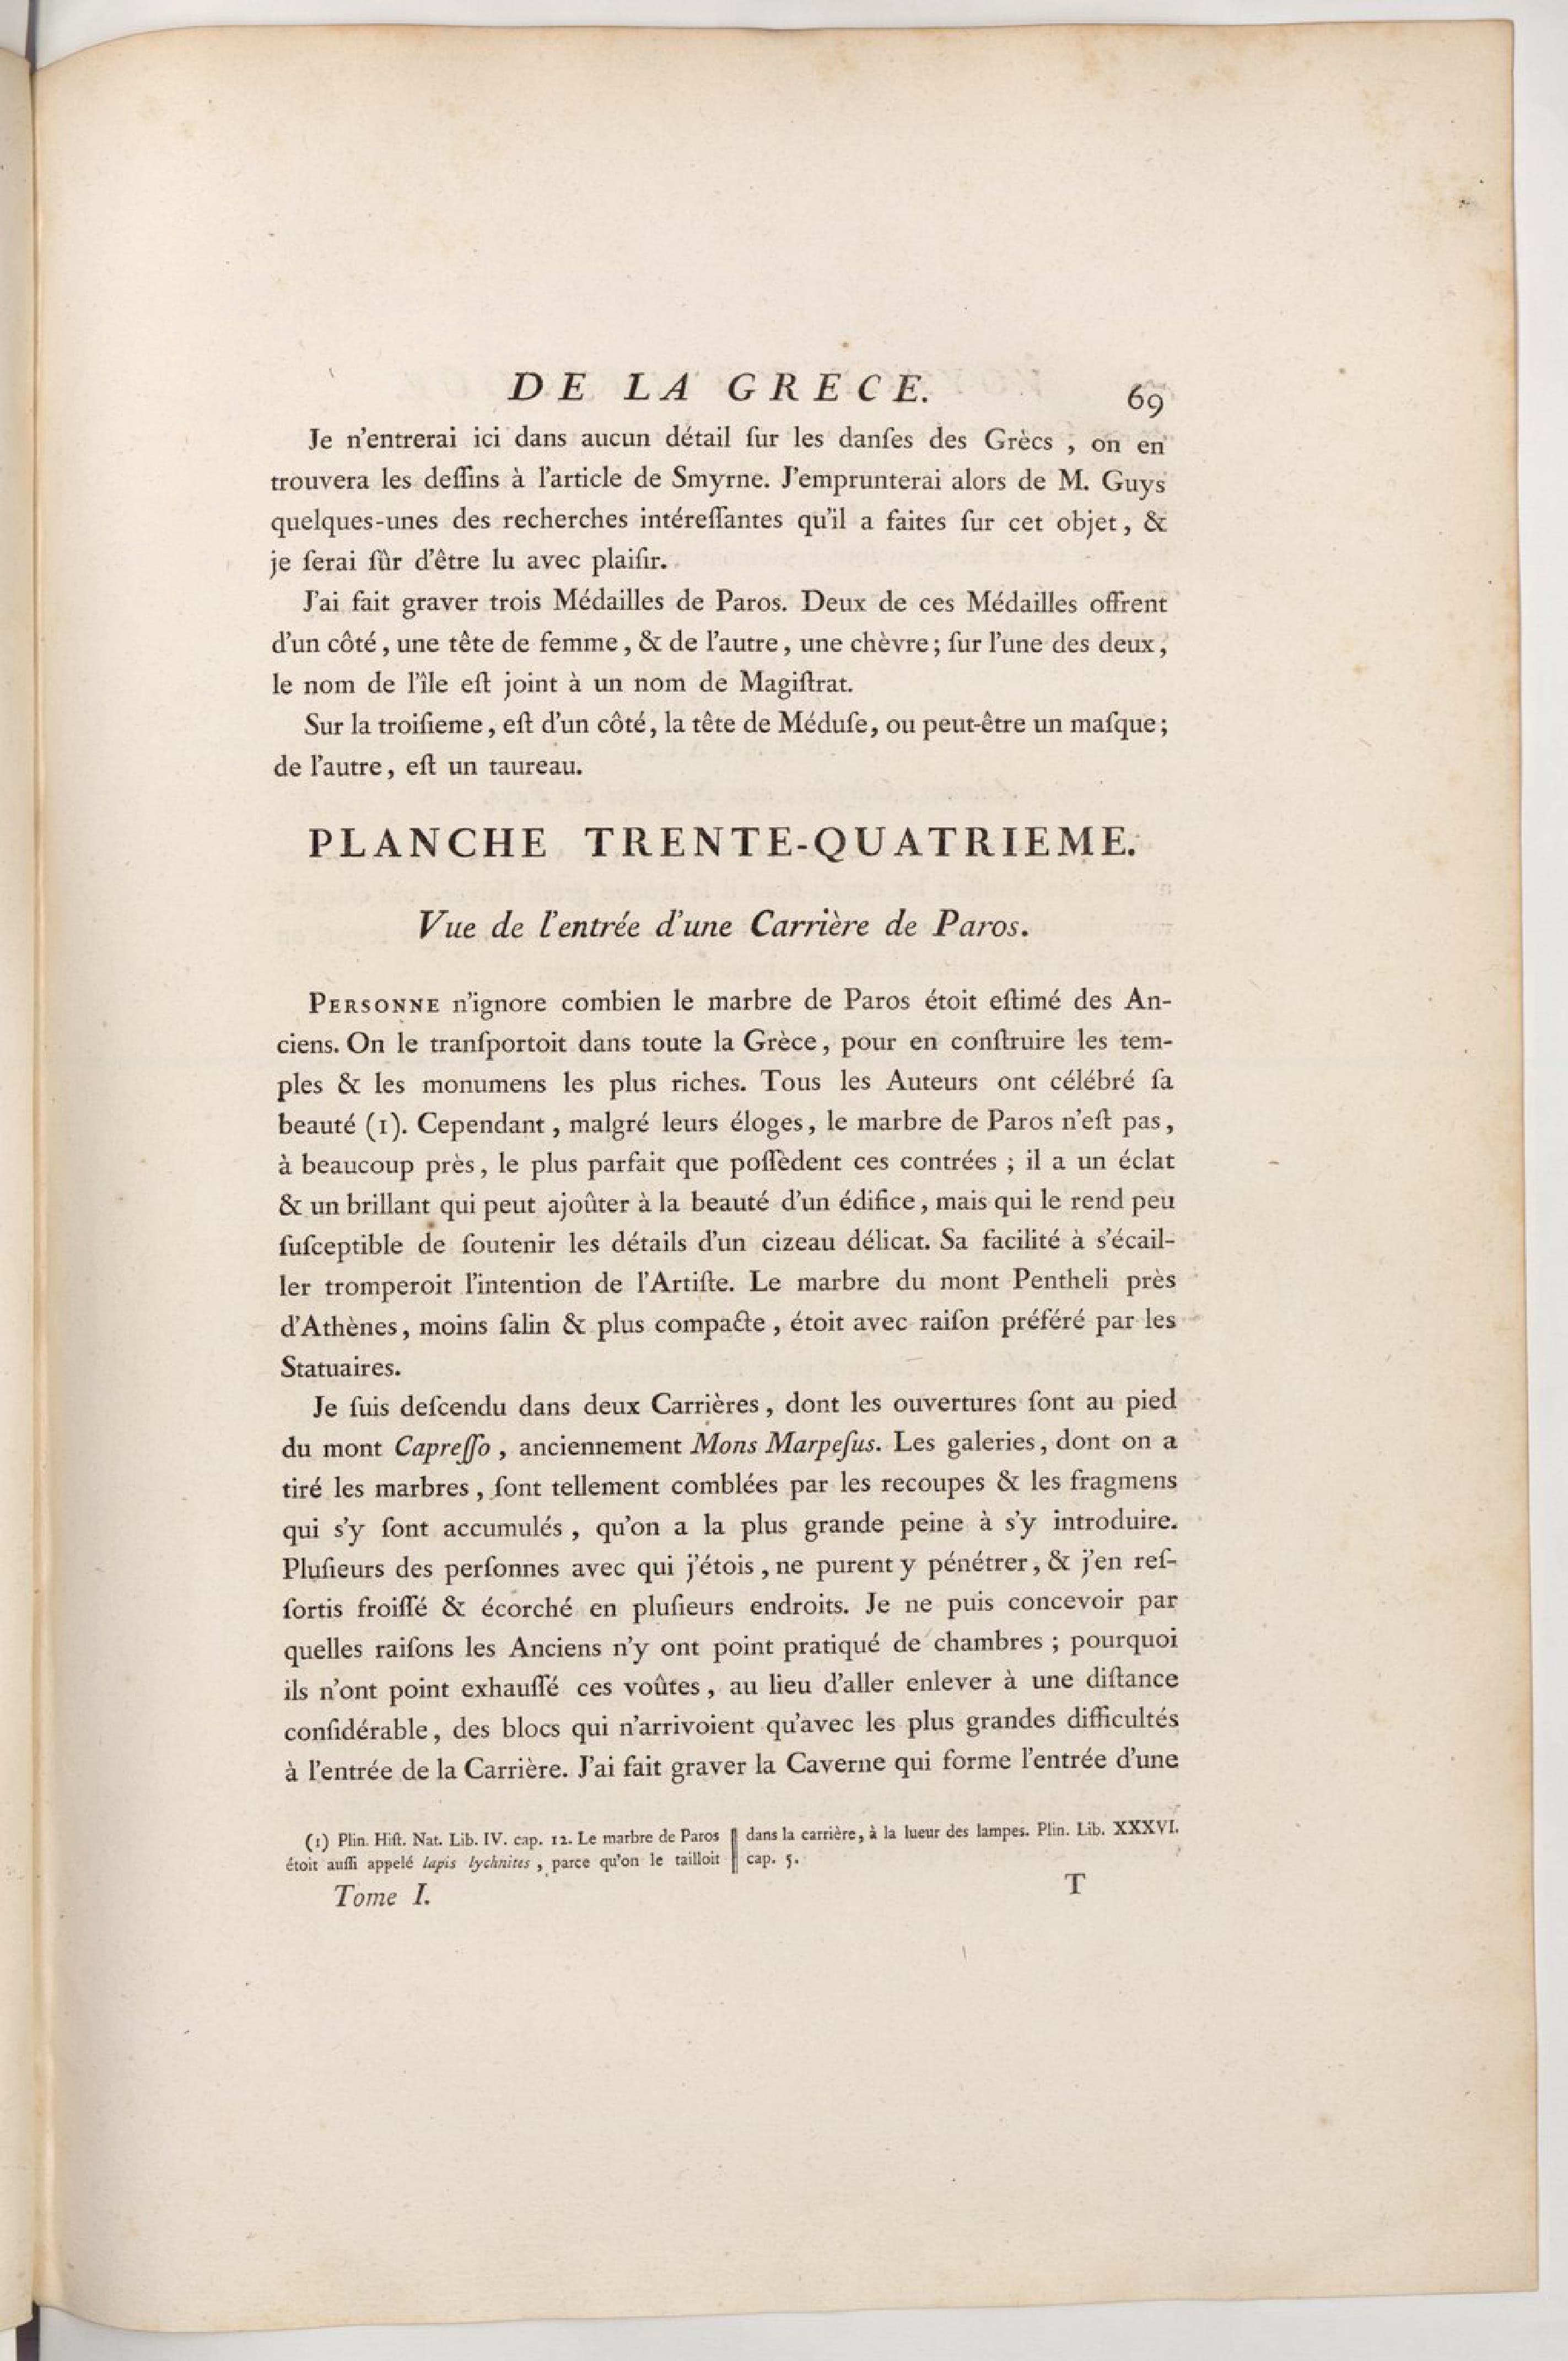 DE LA GRECE. 69
Je n'entrerai ici dans aucun détail ſur les danſes des Grècs , on en
trouvera les deſſins à l'article de Smyrne. J'emprunterai alors de M. Guys
quelques-unes des recherches intéreſſantes qu'il a faites ſur cet objet, &
je ſerai ſûr d'être lu avec plaiſir.
J'ai fait graver trois Médailles de Paros. Deux de ces Médailles offrent
d'un côté, une tête de femme, & de l'autre, une chèvre; ſur l'une des deux,
le nom de l'île eſt joint à un nom de Magiſtrat.
Sur la troiſieme, eſt d'un côté, la tête de Méduſe, ou peut-être un maſque;
de l'autre, eſt un taureau.
PLANCHE TRENTE-QUATRIEME.
Vue de l'entrée d'une Carrière de Paros.
PERSONNE n'ignore combien le marbre de Paros étoit eſtimé des An-
ciens. On le tranſportoit dans toute la Grèce, pour en conſtruire les tem-
ples & les monumens les plus riches. Tous les Auteurs ont célébré ſa
beauté (1). Cependant, malgré leurs éloges, le marbre de Paros n'eſt pas,
à beaucoup près, le plus parfait que poſſèdent ces contrées ; il a un éclat
& un brillant qui peut ajoûter à la beauté d'un édifice, mais qui le rend peu
ſuſceptible de ſoutenir les détails d'un cizeau délicat. Sa facilité à s'écail-
ler tromperoit l'intention de l'Artiſte. Le marbre du mont Pentheli près
d'Athènes, moins ſalin & plus compacte , étoit avec raiſon préféré par les
Statuaires.
Je ſuis deſcendu dans deux Carrières, dont les ouvertures ſont au pied
du mont Capreſſo , anciennement Mons Marpeſus. Les galeries, dont on a
tiré les marbres , ſont tellement comblées par les recoupes & les fragmens
qui s'y ſont accumulés , qu'on a la plus grande peine à s'y introduire.
Pluſieurs des perſonnes avec qui j'étois , ne purent y pénétrer, & j'en reſ-
ſortis froiſſé & écorché en pluſieurs endroits. Je ne puis concevoir par
quelles raiſons les Anciens n'y ont point pratiqué de chambres ; pourquoi
ils n'ont point exhauſſé ces voûtes , au lieu d'aller enlever à une diſtance
conſidérable, des blocs qui n'arrivoient qu'avec les plus grandes difficultés
à l'entrée de la Carrière. J'ai fait graver la Caverne qui forme l'entrée d'une
(1) Plin. Hiſt. Nat. Lib. IV. cap. 12. Le marbre de Paros
étoit auſſi appelé lapis lychnites , parce qu'on le tailloit
dans la carrière, à la lueur des lampes. Plin. Lib. XXXVI.
cap. 5.
Tome I. T